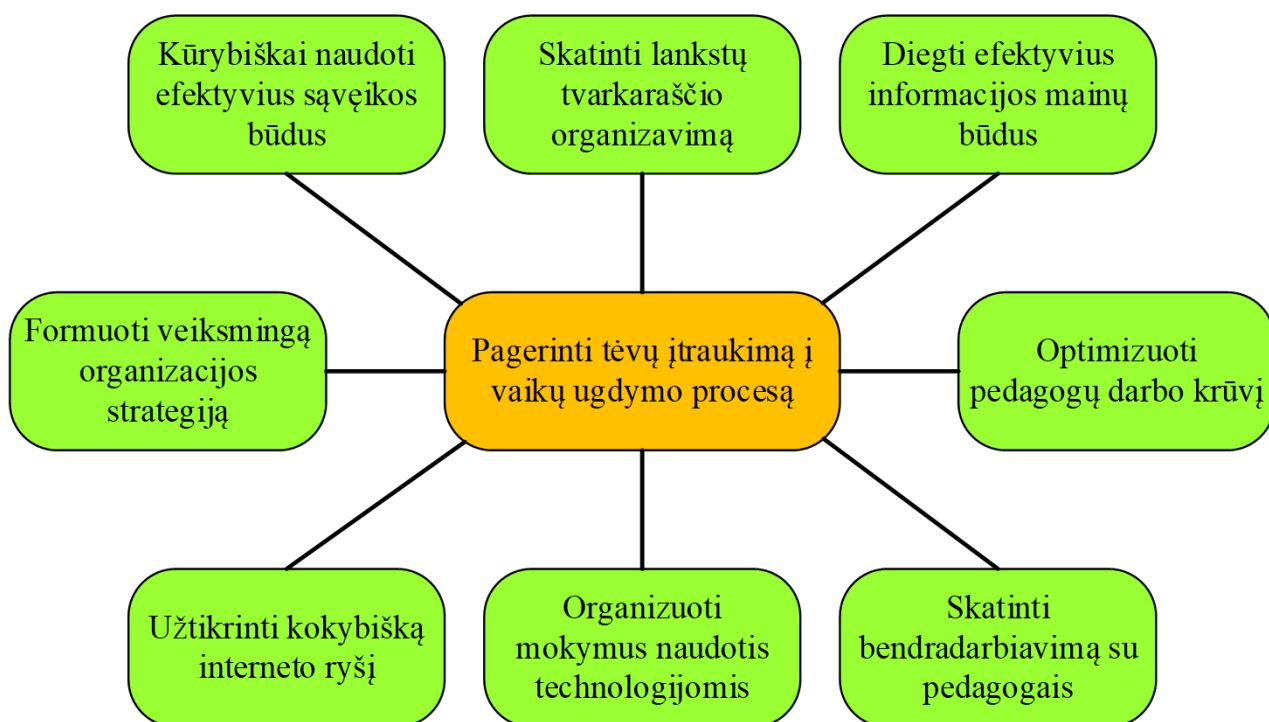 Kūrybiškai naudoti
efektyvius sąveikos
būdus
Skatinti lankstų
tvarkaraščio
organizavimą
Diegti efektyvius
informacijos mainų
būdus
Formuoti veiksmingą
organizacijos
strategiją
Pagerinti tėvų įtraukimą į
vaikų ugdymo procesą
Optimizuoti
pedagogų darbo krūvį
Užtikrinti kokybišką
interneto ryšį
Organizuoti
mokymus naudotis
technologijomis
Skatinti
bendradarbiavimą su
pedagogais